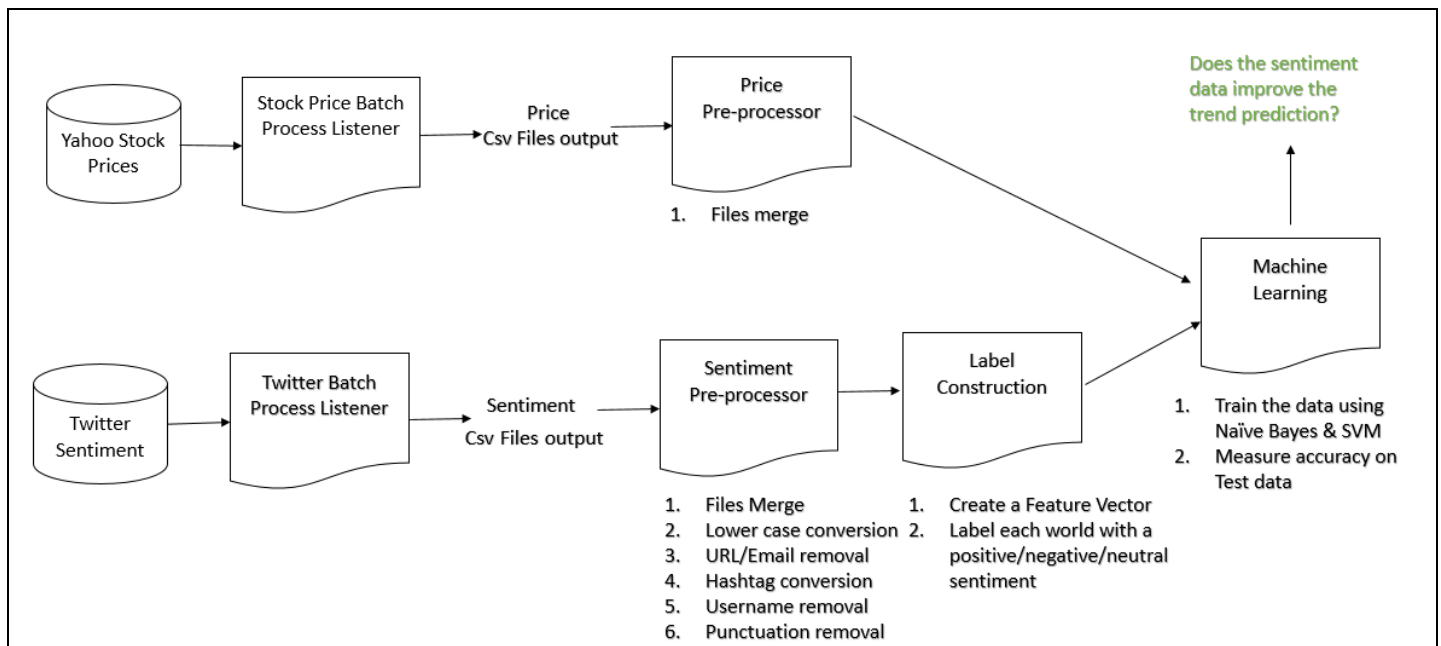 Yahoo Stock
Prices
Stock Price Batch
Process Listener
Price
Csv Files output
Price
Pre-processor
1. Files merge
Does the sentiment
data improve the
trend prediction?
Machine
Learning
1. Train the data using
Naïve Bayes & SVM
2. Measure accuracy on
Test data
Twitter
Sentiment
Twitter Batch
Process Listener
Sentiment
Csv Files output
Sentiment
Pre-processor
1. Files Merge
2. Lower case conversion
3. URL/Email removal
4. Hashtag conversion
5. Username removal
6. Punctuation removal
Label
Construction
1. Create a Feature Vector
2. Label each world with a
positive/negative/neutral
sentiment